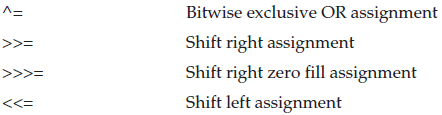 ^= Bitwise exclusive OR assignment
>>= Shift right assignment
>>>= Shift right zero fill assignment
<<= Shift left assignment